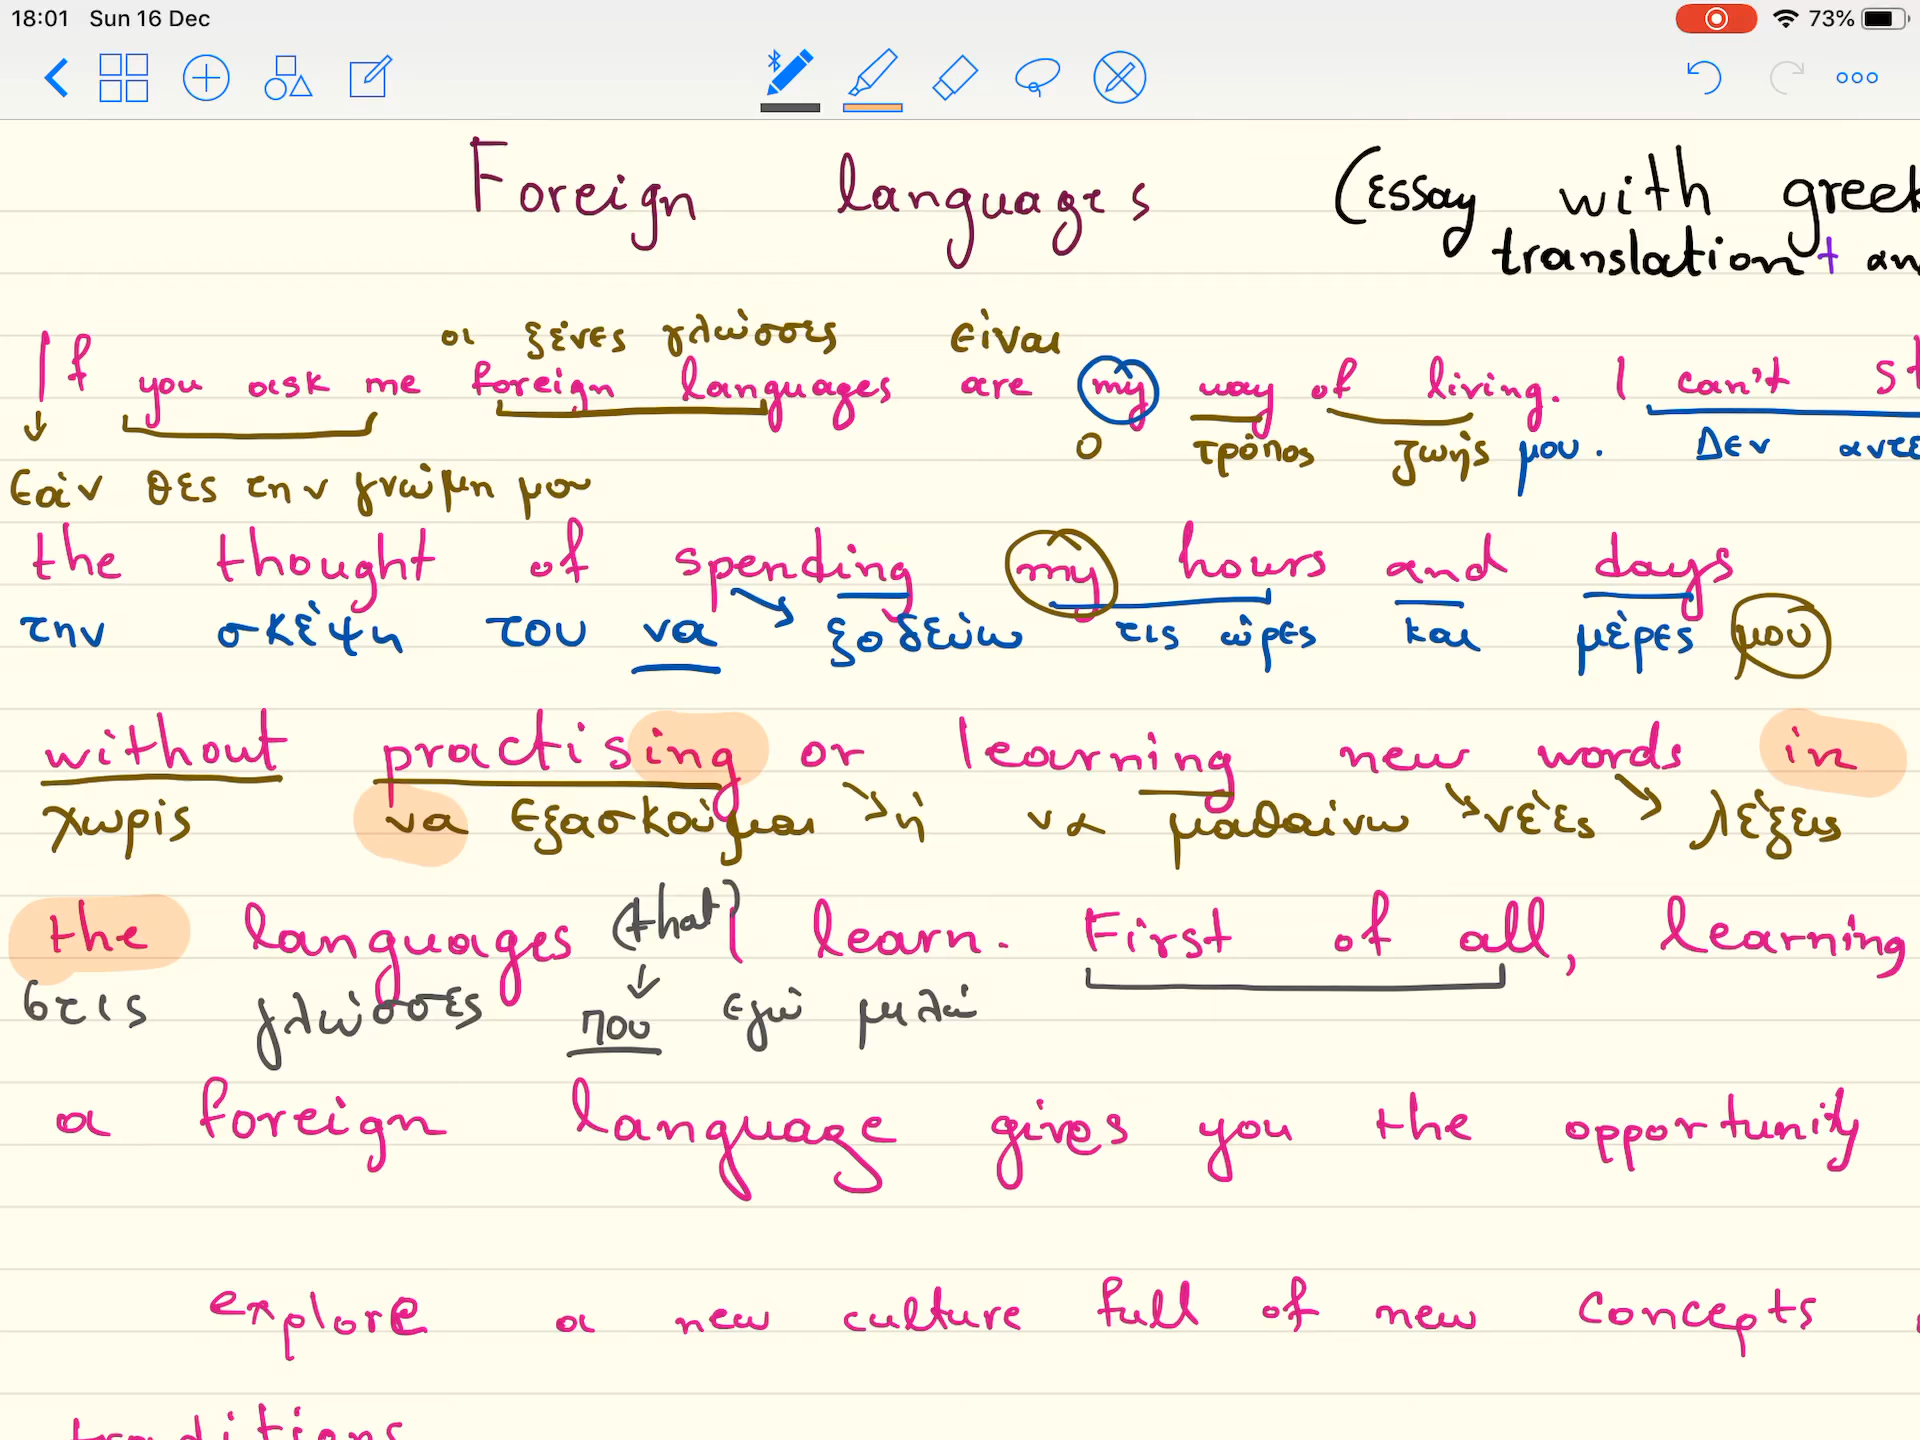 18:01 Sun 16 Dec
73%
Foreign languages (Essay with greek
translation +
οι ξένες γλώσσες είναι
If you ask me foreign languages are my way of living. I can't
ο τρόπος ζωής μου. Δεν
Εάν θες την γνώμη μου
the thought of spending my hours and days
την σκέψη του να ξοδεύω τις ώρες και μέρες μου
without practising or learning new words in
χωρίς να εξασκούμαι ή να μαθαίνω νέες λέξεις
the languages (that) I learn. First of all, learning
στις γλώσσες που εγώ μιλώ
a foreign language gives you the opportunity
explore a new culture full of new concepts
traditions